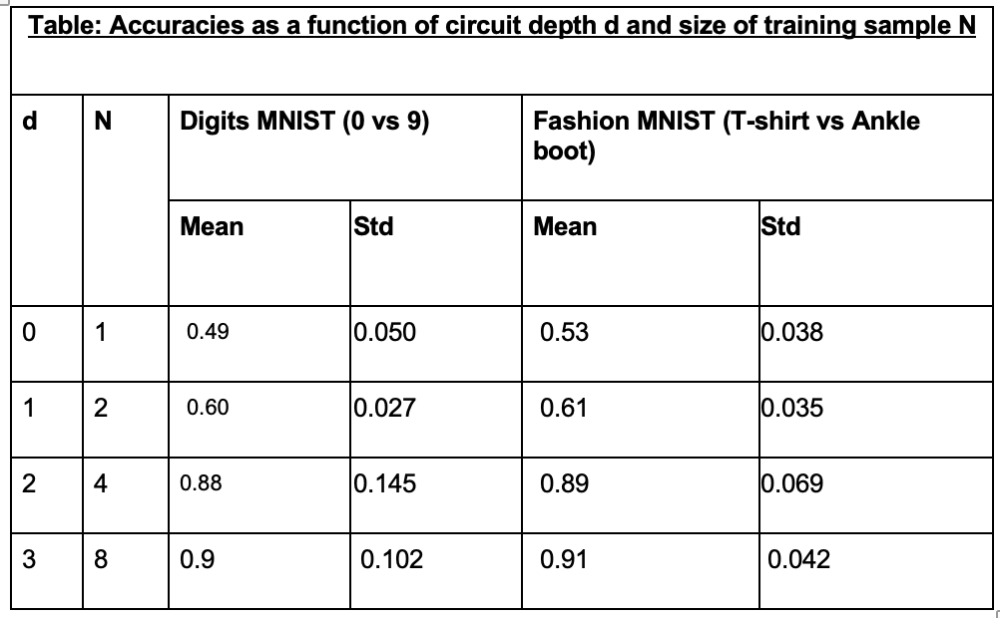 Table: Accuracies as a function of circuit depth d and size of training sample N
d N Digits MNIST (0 vs 9) Fashion MNIST (T-shirt vs Ankle
boot)
Mean Std Mean Std
0 1 0.49 0.050 0.53 0.038
1 2 0.60 0.027 0.61 0.035
2 4 0.88 0.145 0.89 0.069
3 8 0.9 0.102 0.91 0.042